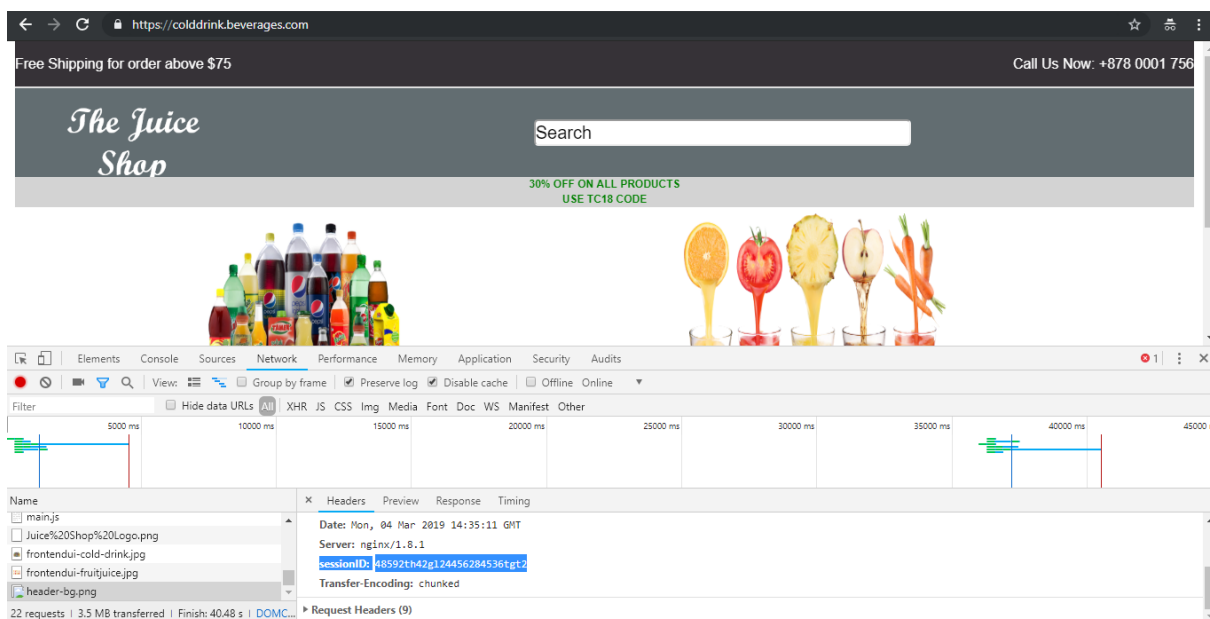 https://colddrink.beverages.com
Free Shipping for order above $75 Call Us Now: +878 0001 756
The Juice
Shop
Search
30% OFF ON ALL PRODUCTS
USE TC18 CODE
Elements Console Sources Network Performance Memory Application Security Audits 1
View: Group by frame Preserve log Disable cache Offline Online
Filter Hide data URLs All XHR JS CSS Img Media Font Doc WS Manifest Other
5000 ms 10000 ms 15000 ms 20000 ms 25000 ms 30000 ms 35000 ms 40000 ms 45000
Name
Headers Preview Response Timing
main.js
Juice%20Shop%20Logo.png
frontendui-cold-drink.jpg
frontendui-fruitjuice.jpg
header-bg.png
22 requests | 3.5 MB transferred | Finish: 40.48 s | DOMC...
Date: Mon, 04 Mar 2019 14:35:11 GMT
Server: nginx/1.8.1
sessionID: 48592th42gl24456284536tgt2
Transfer-Encoding: chunked
Request Headers (9)